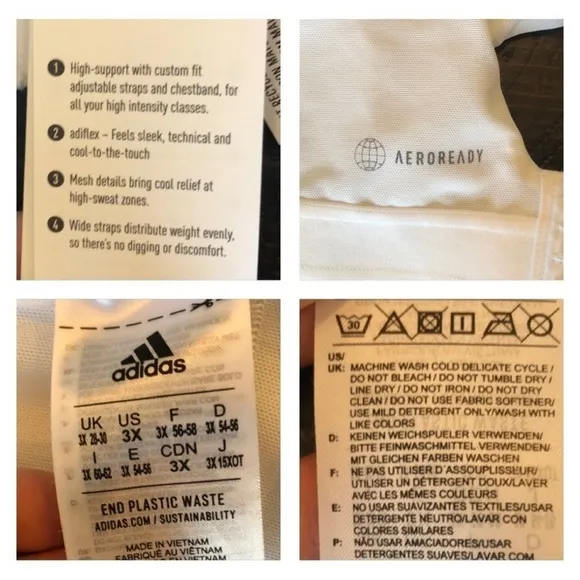 1 High-support with custom fit
adjustable straps and chestband, for
all your high intensity classes.
2 adiflex – Feels sleek, technical and
cool-to-the-touch
3 Mesh details bring cool relief at
high-sweat zones.
4 Wide straps distribute weight evenly,
so there's no digging or discomfort.
AEROREADY
adidas
UK US F D
3X 28-30 3X 3X 56-58 3X 54-56
I E CDN J
3X 60-62 3X 54-56 3X 3X15XOT
END PLASTIC WASTE
ADIDAS.COM / SUSTAINABILITY
MADE IN VIETNAM
FABRIQUÉ AU VIÊTNAM
30
US/
UK: MACHINE WASH COLD DELICATE CYCLE /
DO NOT BLEACH / DO NOT TUMBLE DRY /
LINE DRY / DO NOT IRON / DO NOT DRY
CLEAN / DO NOT USE FABRIC SOFTENER/
USE MILD DETERGENT ONLY/WASH WITH
LIKE COLORS
D: KEINEN WEICHSPUELER VERWENDEN/
BITTE FEINWASCHMITTEL VERWENDEN/
MIT GLEICHEN FARBEN WASCHEN
F: NE PAS UTILISER D'ASSOUPLISSEUR/
UTILISER UN DÉTERGENT DOUX/LAVER
AVEC LES MÊMES COULEURS
E: NO USAR SUAVIZANTES TEXTILES/USAR
DETERGENTE NEUTRO/LAVAR CON
COLORES SIMILARES
P: NÃO USAR AMACIADORES/USAR
DETERGENTES SUAVES/LAVAR COM